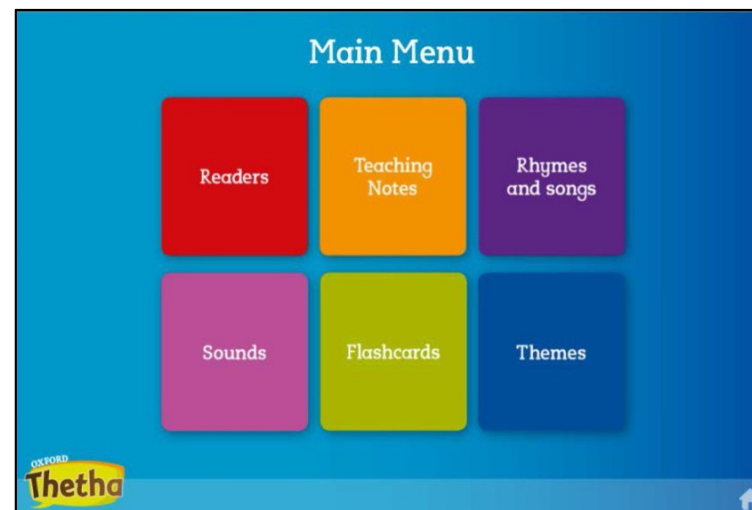 Main Menu
Readers
Teaching
Notes
Rhymes
and songs
Sounds
Flashcards
Themes
OXFORD
Thetha